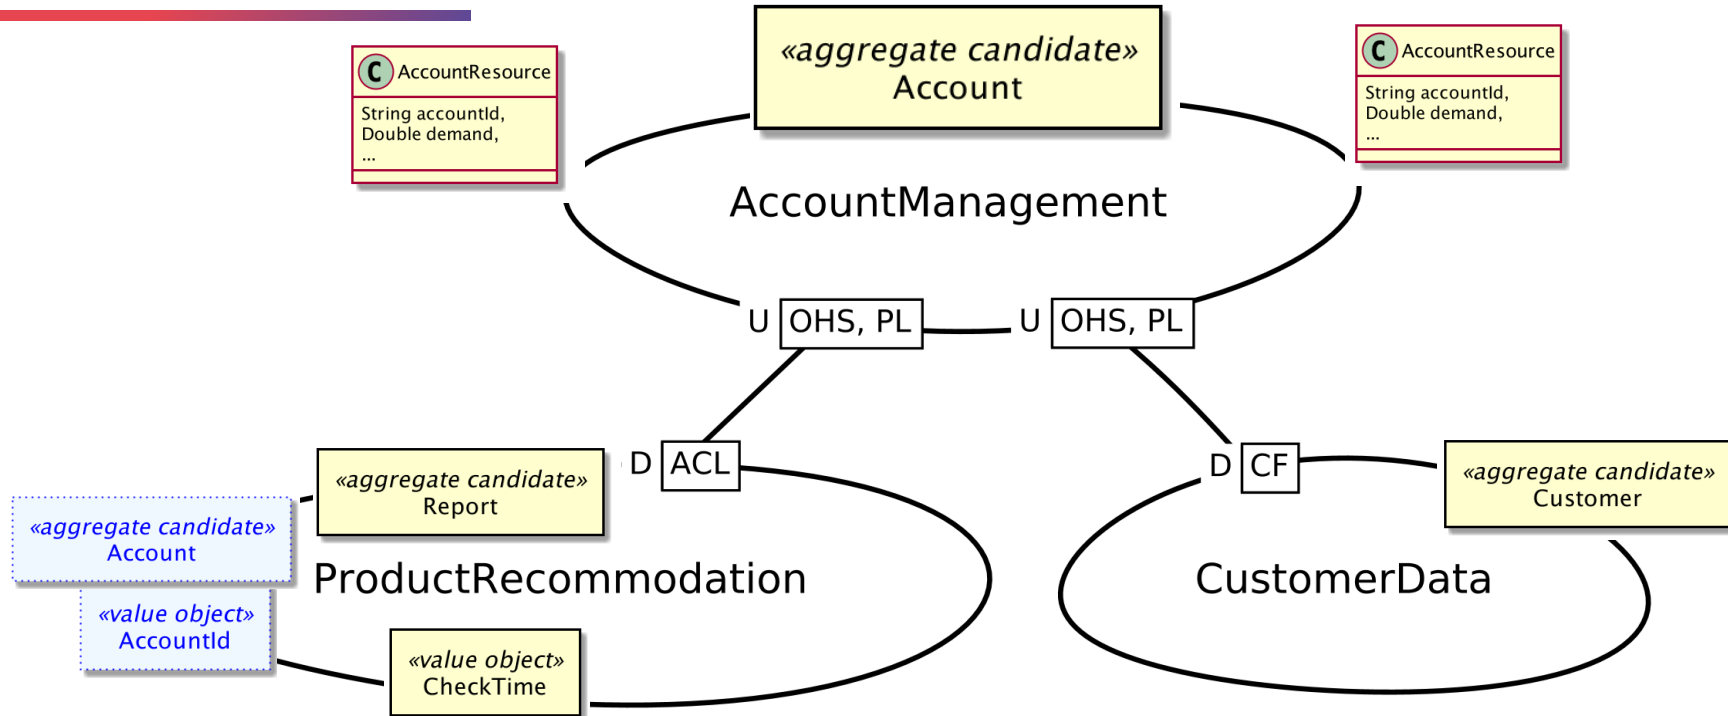 «aggregate candidate»
Account
C AccountResource
String accountId,
Double demand,
...
C AccountResource
String accountId,
Double demand,
...
AccountManagement
U OHS, PL
U OHS, PL
D ACL
D CF
«aggregate candidate»
Report
«aggregate candidate»
Account
«value object»
AccountId
ProductRecommodation
«value object»
CheckTime
«aggregate candidate»
Customer
CustomerData